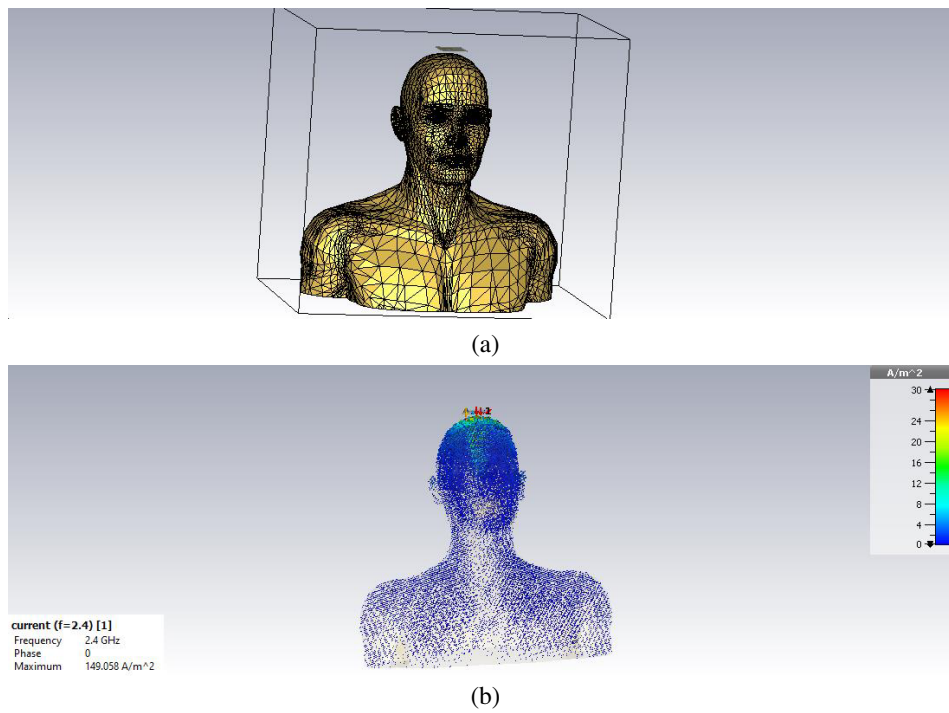 (a)
A/m^2
30
24
20
16
12
8
4
0
current (f=2.4) [1]
Frequency 2.4 GHz
Phase 0
Maximum 149.058 A/m^2
(b)